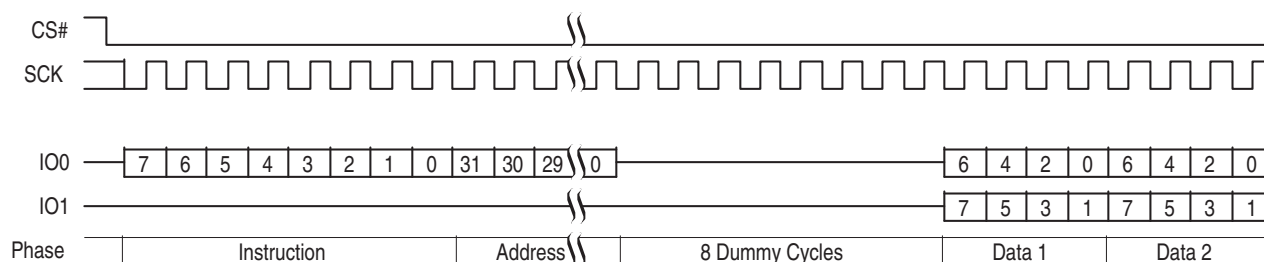 CS#
SCK
IO0 7 6 5 4 3 2 1 0 31 30 29 0 6 4 2 0 6 4 2 0
IO1 7 5 3 1 7 5 3 1
Phase Instruction Address 8 Dummy Cycles Data 1 Data 2